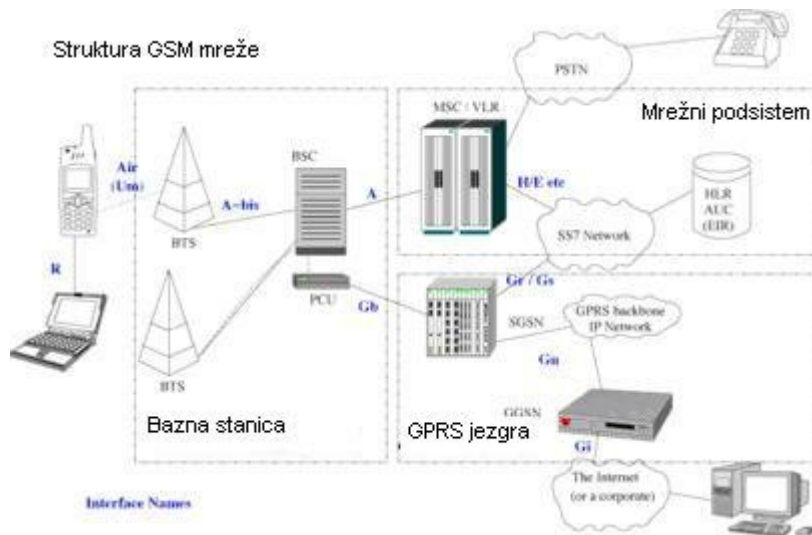 Struktura GSM mreže
PSTN
MSC / VLR
Mrežni podsistem
BSC
Air
(Um)
A-bis
A
H/E etc
HLR
AUC
(EIR)
BTS
SS7 Network
R
PCU
Gb
Gr / Gs
SGSN
GPRS backbone
IP Network
Gn
BTS
Bazna stanica
GGSN
GPRS jezgra
Gi
The Internet
(or a corporate)
Interface Names